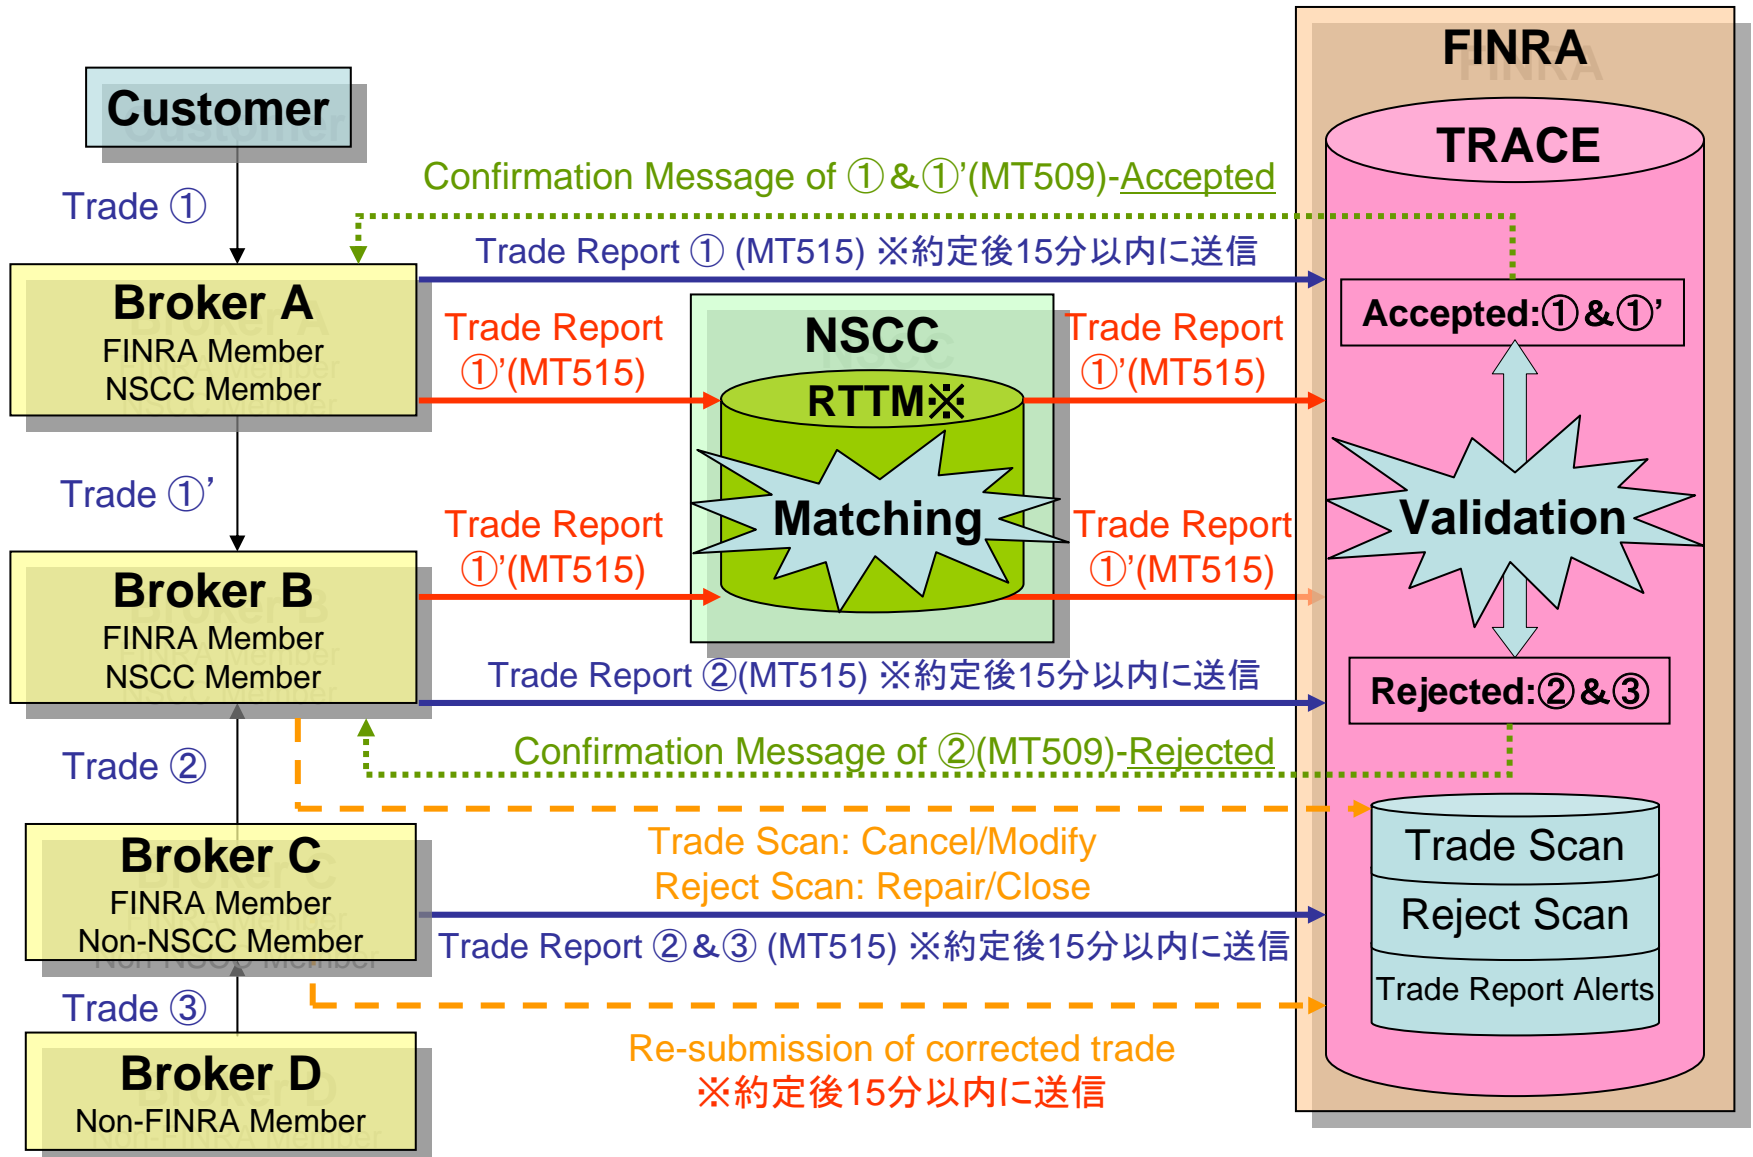 FINRA
Customer
TRACE
Confirmation Message of ①&①’(MT509)-Accepted
Trade ①
Trade Report ① (MT515) ※約定後15分以内に送信
Broker A
FINRA Member
NSCC Member
Trade Report
①’(MT515)
NSCC
RTTM※
Trade Report
①’(MT515)
Accepted:①&①’
Trade ①’
Matching
Validation
Trade Report
①’(MT515)
Trade Report
①’(MT515)
Broker B
FINRA Member
NSCC Member
Trade Report ②(MT515) ※約定後15分以内に送信
Rejected:②&③
Confirmation Message of ②(MT509)-Rejected
Trade ②
Broker C
FINRA Member
Non-NSCC Member
Trade Scan: Cancel/Modify
Reject Scan: Repair/Close
Trade Scan
Reject Scan
Trade Report Alerts
Trade Report ②&③ (MT515) ※約定後15分以内に送信
Trade ③
Re-submission of corrected trade
※約定後15分以内に送信
Broker D
Non-FINRA Member